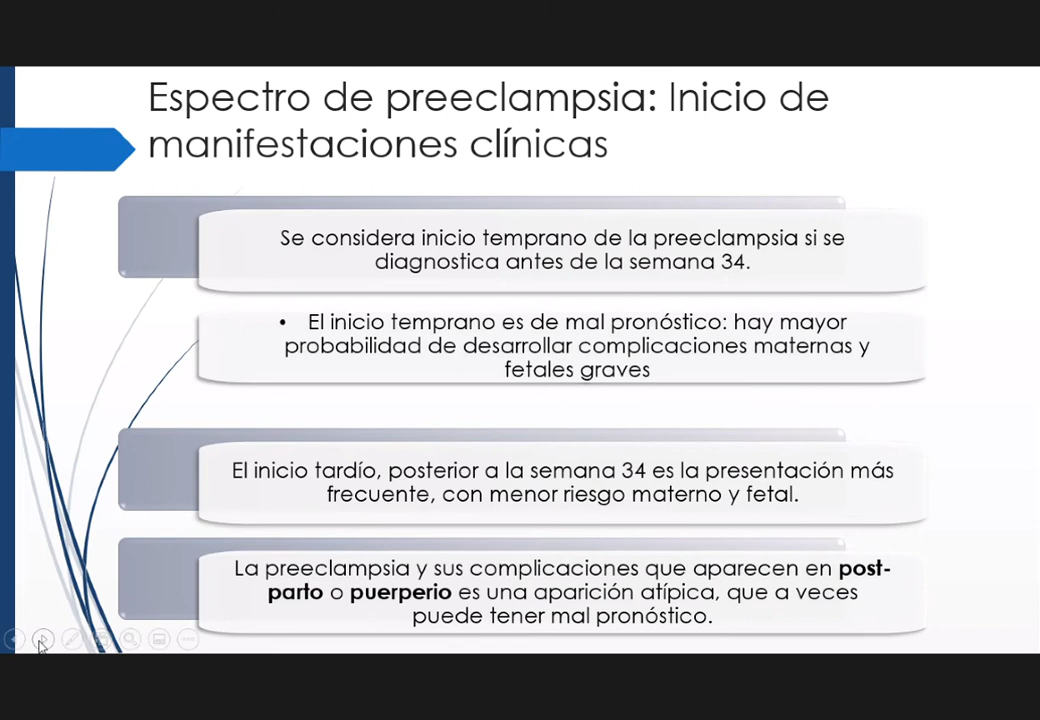 Espectro de preeclampsia: Inicio de
manifestaciones clínicas
Se considera inicio temprano de la preeclampsia si se
diagnostica antes de la semana 34.
• El inicio temprano es de mal pronóstico: hay mayor
probabilidad de desarrollar complicaciones maternas y
fetales graves
El inicio tardío, posterior a la semana 34 es la presentación más
frecuente, con menor riesgo materno y fetal.
La preeclampsia y sus complicaciones que aparecen en post-
parto o puerperio es una aparición atípica, que a veces
puede tener mal pronóstico.